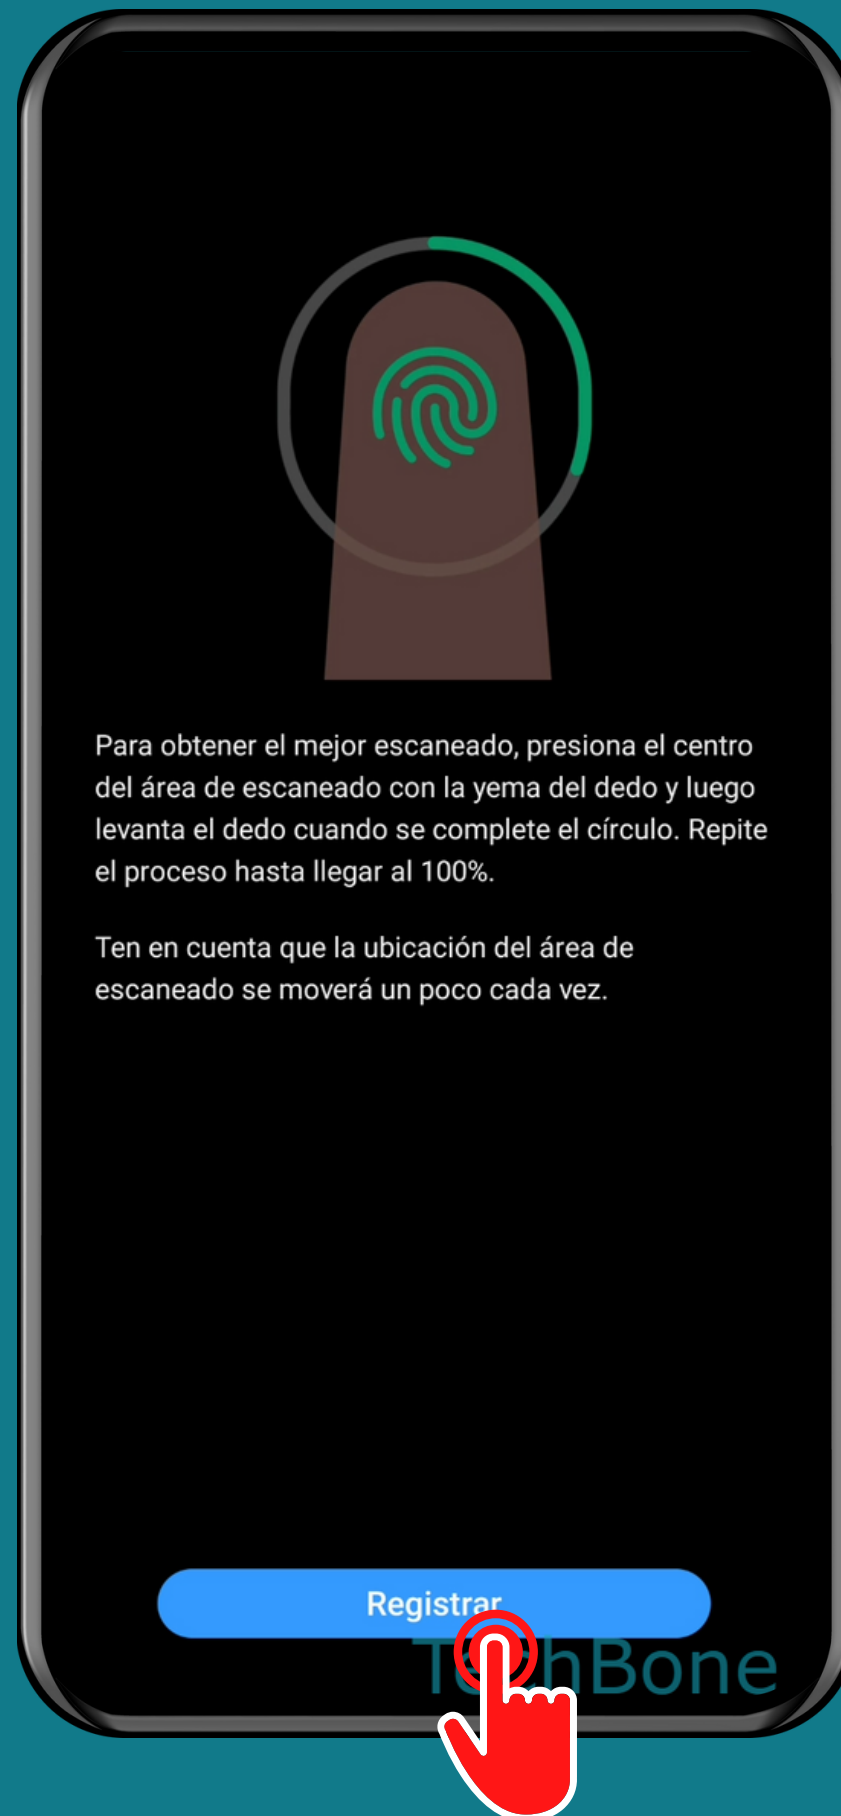 Para obtener el mejor escaneado, presiona el centro
del área de escaneado con la yema del dedo y luego
levanta el dedo cuando se complete el círculo. Repite
el proceso hasta llegar al 100%.
Ten en cuenta que la ubicación del área de
escaneado se moverá un poco cada vez.
Registrar
TechBone